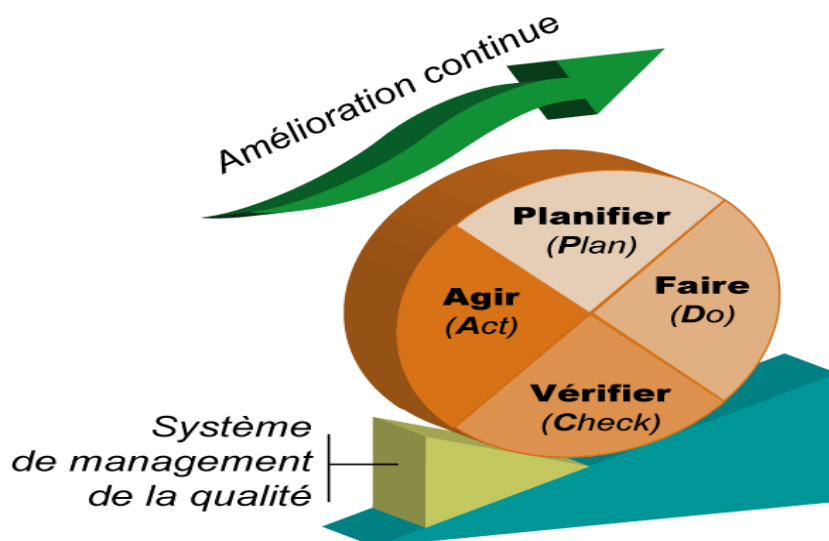 Amélioration continue
Planifier
(Plan)
Agir
(Act)
Faire
(Do)
Vérifier
(Check)
Système
de management
de la qualité